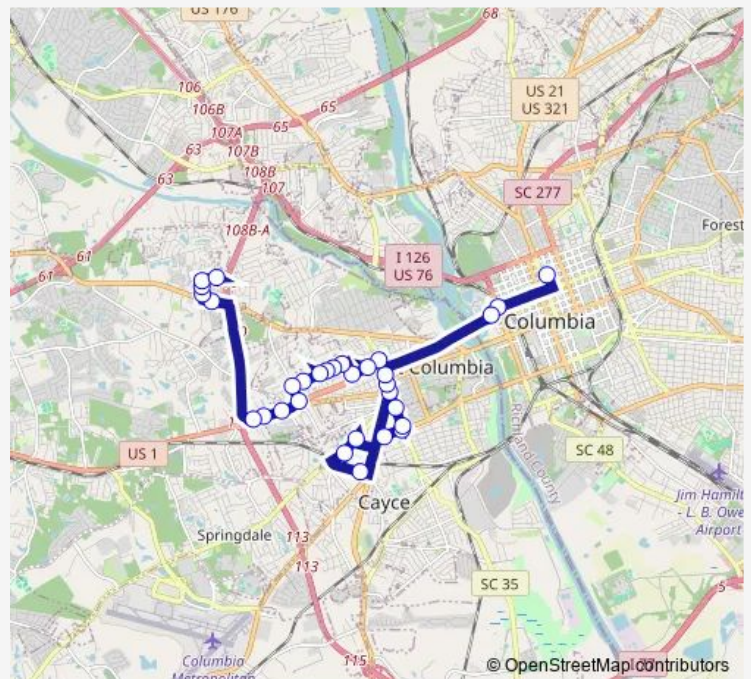 US 176
68
106
106B
65
US 21
US 321
107A
65
63
107B
108B
63
107
SC 277
108B-A
Forest
61
I 126
US 76
61
Columbia
Columbia
US 1
SC 48
Richland County
Jim Hamilt
- L. B. Owe
Airport
Cayce
Springdale
113
113
SC 35
5
Columbia
Metropolitan
115
© OpenStreetMap contributors